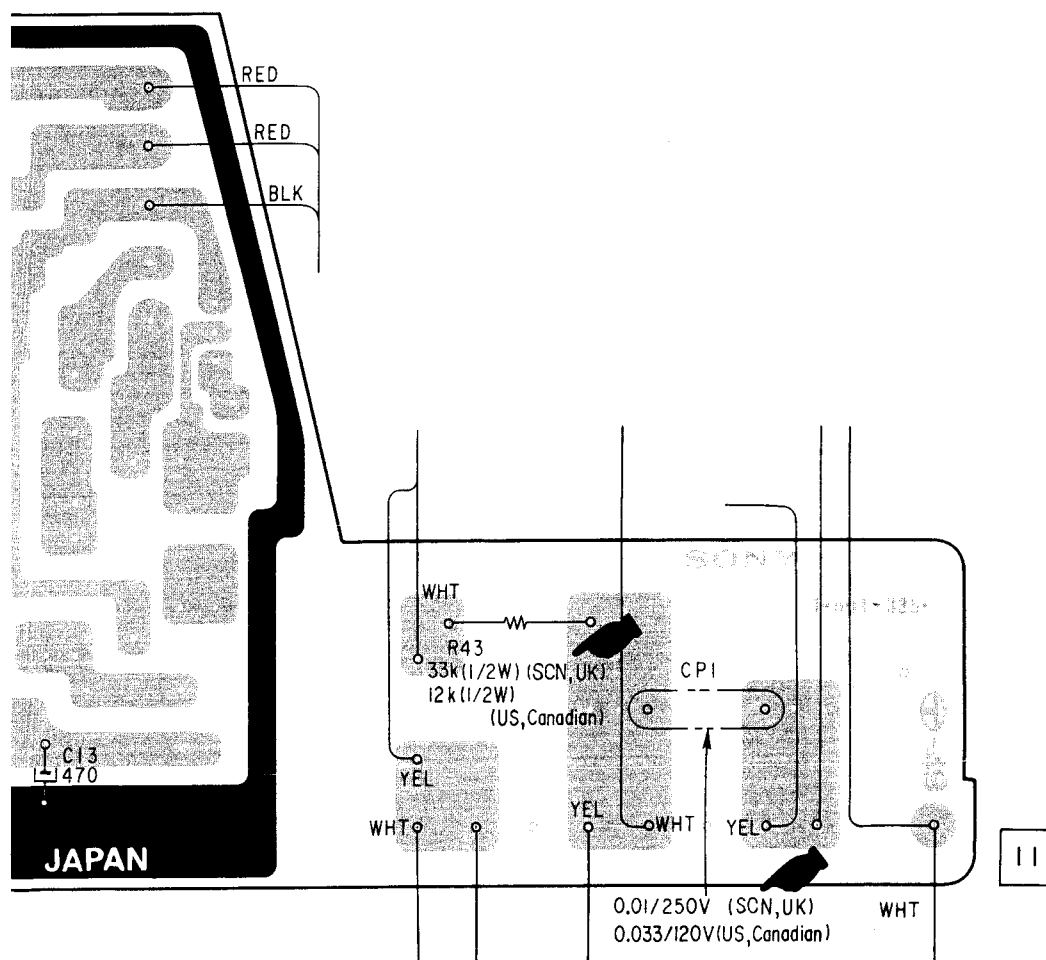 RED
RED
BLK
SONY
WHT
R43
33k(1/2W) (SCN,UK)
12k(1/2W)
(US,Canadian)
CP1
C13
470
YEL
WHT
YEL
WHT
YEL
JAPAN
11
0.01/250V (SCN,UK)
0.033/120V(US,Canadian)
WHT